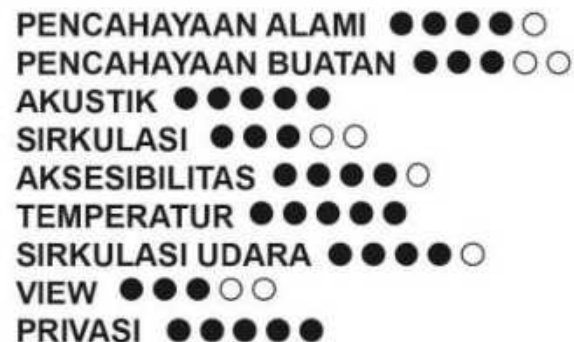 PENCAHAYAAN ALAMI ●●●●○
PENCAHAYAAN BUATAN ●●●○○
AKUSTIK ●●●●●
SIRKULASI ●●●○○
AKSESIBILITAS ●●●●○
TEMPERATUR ●●●●●
SIRKULASI UDARA ●●●●○
VIEW ●●●○○
PRIVASI ●●●●●